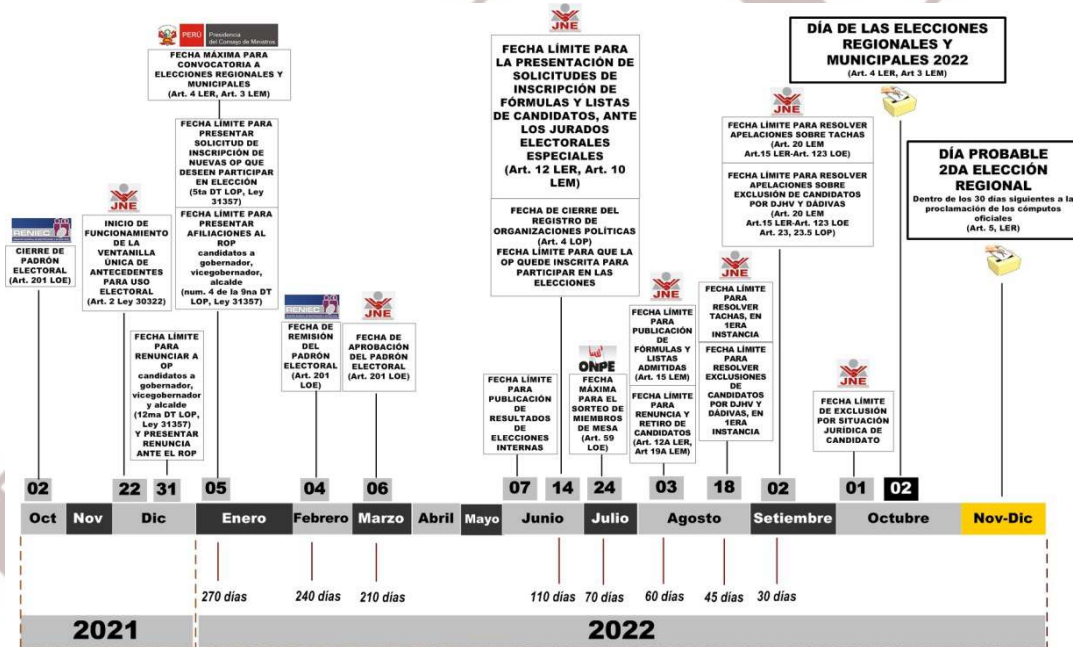 PERÚ
Presidencia
del Consejo de Ministros
FECHA MÁXIMA PARA
CONVOCATORIA A
ELECCIONES REGIONALES Y
MUNICIPALES
(Art. 4 LER, Art. 3 LEM)
FECHA LÍMITE PARA
PRESENTAR
SOLICITUD DE
INSCRIPCIÓN DE
NUEVAS OP QUE
DESEEN PARTICIPAR
EN ELECCIÓN
(5ta DT LOP, Ley
31357)
FECHA LÍMITE PARA
PRESENTAR
AFILIACIONES AL
ROP
candidatos a
gobernador,
vicegobernador,
alcalde
(num. 4 de la 9na DT
LOP, Ley 31357)
RENIEC
CIERRE DE
PADRÓN
ELECTORAL
(Art. 201 LOE)
JNE
INICIO DE
FUNCIONAMIENTO
DE LA
VENTANILLA
ÚNICA DE
ANTECEDENTES
PARA USO
ELECTORAL
(Art. 2 Ley 30322)
FECHA LÍMITE
PARA
RENUNCIAR A
OP
candidatos a
gobernador,
vicegobernador
y alcalde
(12ma DT LOP,
Ley 31357)
Y PRESENTAR
RENUNCIA
ANTE EL ROP
RENIEC
FECHA DE
REMISIÓN
DEL
PADRÓN
ELECTORAL
(Art. 201
LOE)
JNE
FECHA DE
APROBACIÓN
DEL PADRÓN
ELECTORAL
(Art. 201 LOE)
JNE
FECHA LÍMITE PARA
LA PRESENTACIÓN DE
SOLICITUDES DE
INSCRIPCIÓN DE
FÓRMULAS Y LISTAS
DE CANDIDATOS, ANTE
LOS JURADOS
ELECTORALES
ESPECIALES
(Art. 12 LER, Art. 10
LEM)
FECHA DE CIERRE DEL
REGISTRO DE
ORGANIZACIONES POLÍTICAS
(Art. 4 LOP)
FECHA LÍMITE PARA QUE LA
OP QUEDE INSCRITA PARA
PARTICIPAR EN LAS
ELECCIONES
FECHA LÍMITE
PARA
PUBLICACIÓN
DE
RESULTADOS
DE
ELECCIONES
INTERNAS
ONPE
FECHA
MÁXIMA
PARA EL
SORTEO DE
MIEMBROS
DE MESA
(Art. 59
LOE)
JNE
FECHA LÍMITE
PARA
PUBLICACIÓN
DE
FÓRMULAS Y
LISTAS
ADMITIDAS
(Art. 15 LEM)
FECHA LÍMITE
PARA
RENUNCIA Y
RETIRO DE
CANDIDATOS
(Art. 12A LER,
Art 19A LEM)
JNE
FECHA LÍMITE
PARA
RESOLVER
TACHAS, EN
1ERA
INSTANCIA
FECHA LÍMITE
PARA
RESOLVER
EXCLUSIONES
DE
CANDIDATOS
POR DJHV Y
DÁDIVAS, EN
1ERA
INSTANCIA
JNE
FECHA LÍMITE PARA RESOLVER
APELACIONES SOBRE TACHAS
(Art. 20 LEM
Art.15 LER-Art. 123 LOE)
FECHA LÍMITE PARA RESOLVER
APELACIONES SOBRE
EXCLUSIÓN DE CANDIDATOS
POR DJHV Y DÁDIVAS
(Art. 20 LEM
Art.15 LER-Art. 123 LOE
Art. 23, 23.5 LOP)
JNE
FECHA LÍMITE
DE EXCLUSIÓN
POR SITUACIÓN
JURÍDICA DE
CANDIDATO
DÍA DE LAS ELECCIONES
REGIONALES Y
MUNICIPALES 2022
(Art. 4 LER, Art 3 LEM)
DÍA PROBABLE
2DA ELECCIÓN
REGIONAL
Dentro de los 30 días siguientes a la
proclamación de los cómputos
oficiales
(Art. 5, LER)
02 22 31 05 04 06 07 14 24 03 18 02 01 02
Oct Nov Dic Enero Febrero Marzo Abril Mayo Junio Julio Agosto Setiembre Octubre Nov-Dic
270 días 240 días 210 días 110 días 70 días 60 días 45 días 30 días
2021 2022